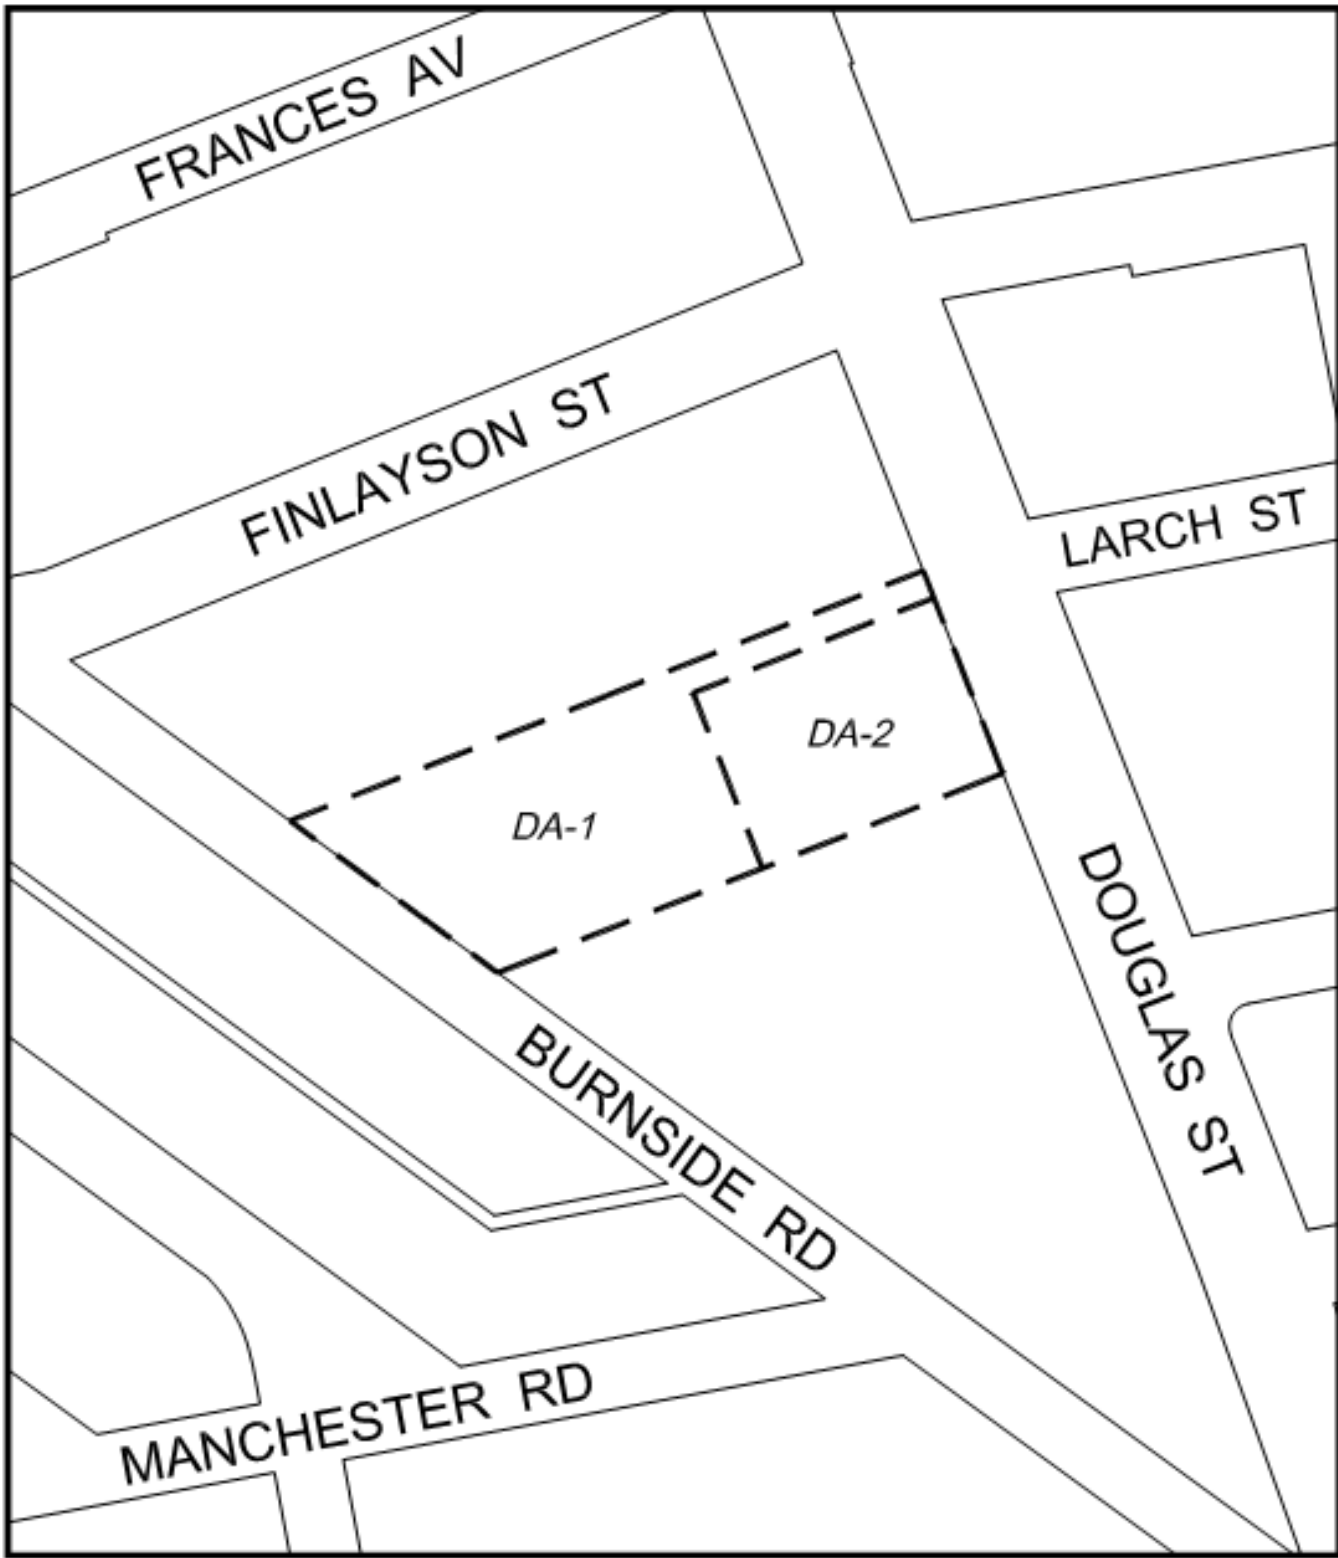 FRANCES AV
FINLAYSON ST
LARCH ST
DA-2
DA-1
DOUGLAS ST
BURNSIDE RD
MANCHESTER RD